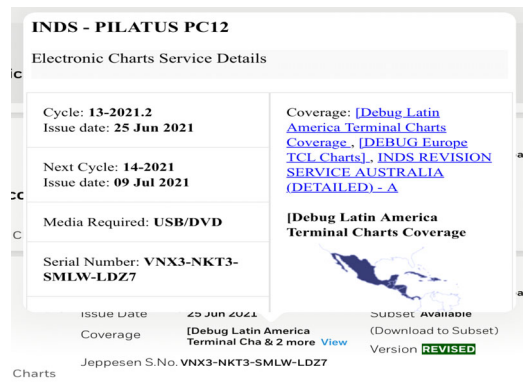 INDS - PILATUS PC12
Electronic Charts Service Details
Cycle: 13-2021.2
Issue date: 25 Jun 2021
Next Cycle: 14-2021
Issue date: 09 Jul 2021
Media Required: USB/DVD
Serial Number: VNX3-NKT3-
SMLW-LDZ7
Coverage: [Debug Latin
America Terminal Charts
Coverage , [DEBUG Europe
TCL Charts] , INDS REVISION
SERVICE AUSTRALIA
(DETAILED) - A
[Debug Latin America
Terminal Charts Coverage
Issue Date 25 Jun 2021
Coverage [Debug Latin America
Terminal Cha & 2 more View
Jeppesen S.No. VNX3-NKT3-SMLW-LDZ7
Subset Available
(Download to Subset)
Version REVISED
Charts